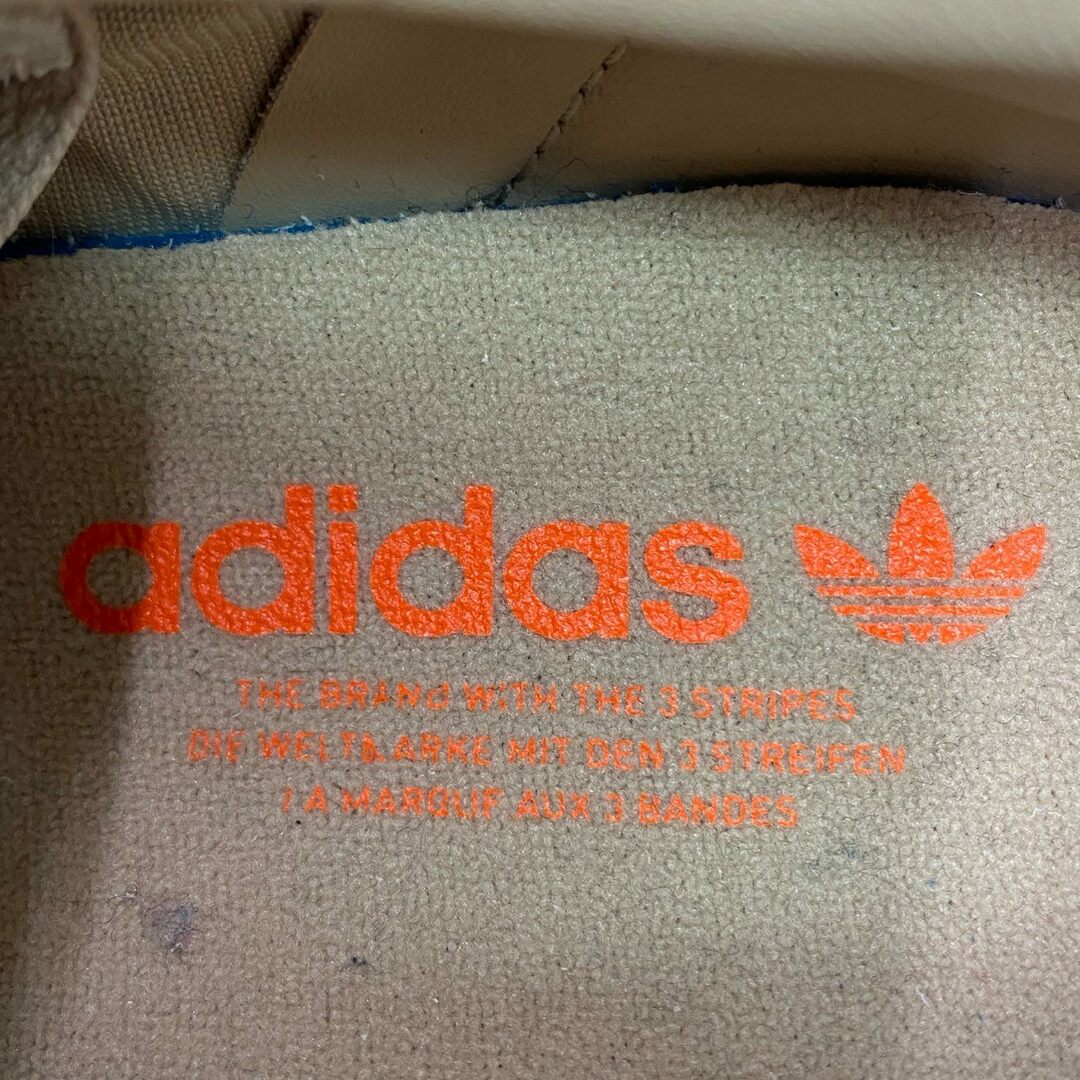 adidas
THE BRAND WITH THE 3 STRIPES
DIE WELTMARKE MIT DEN 3 STREIFEN
LA MARQUE AUX 3 BANDES